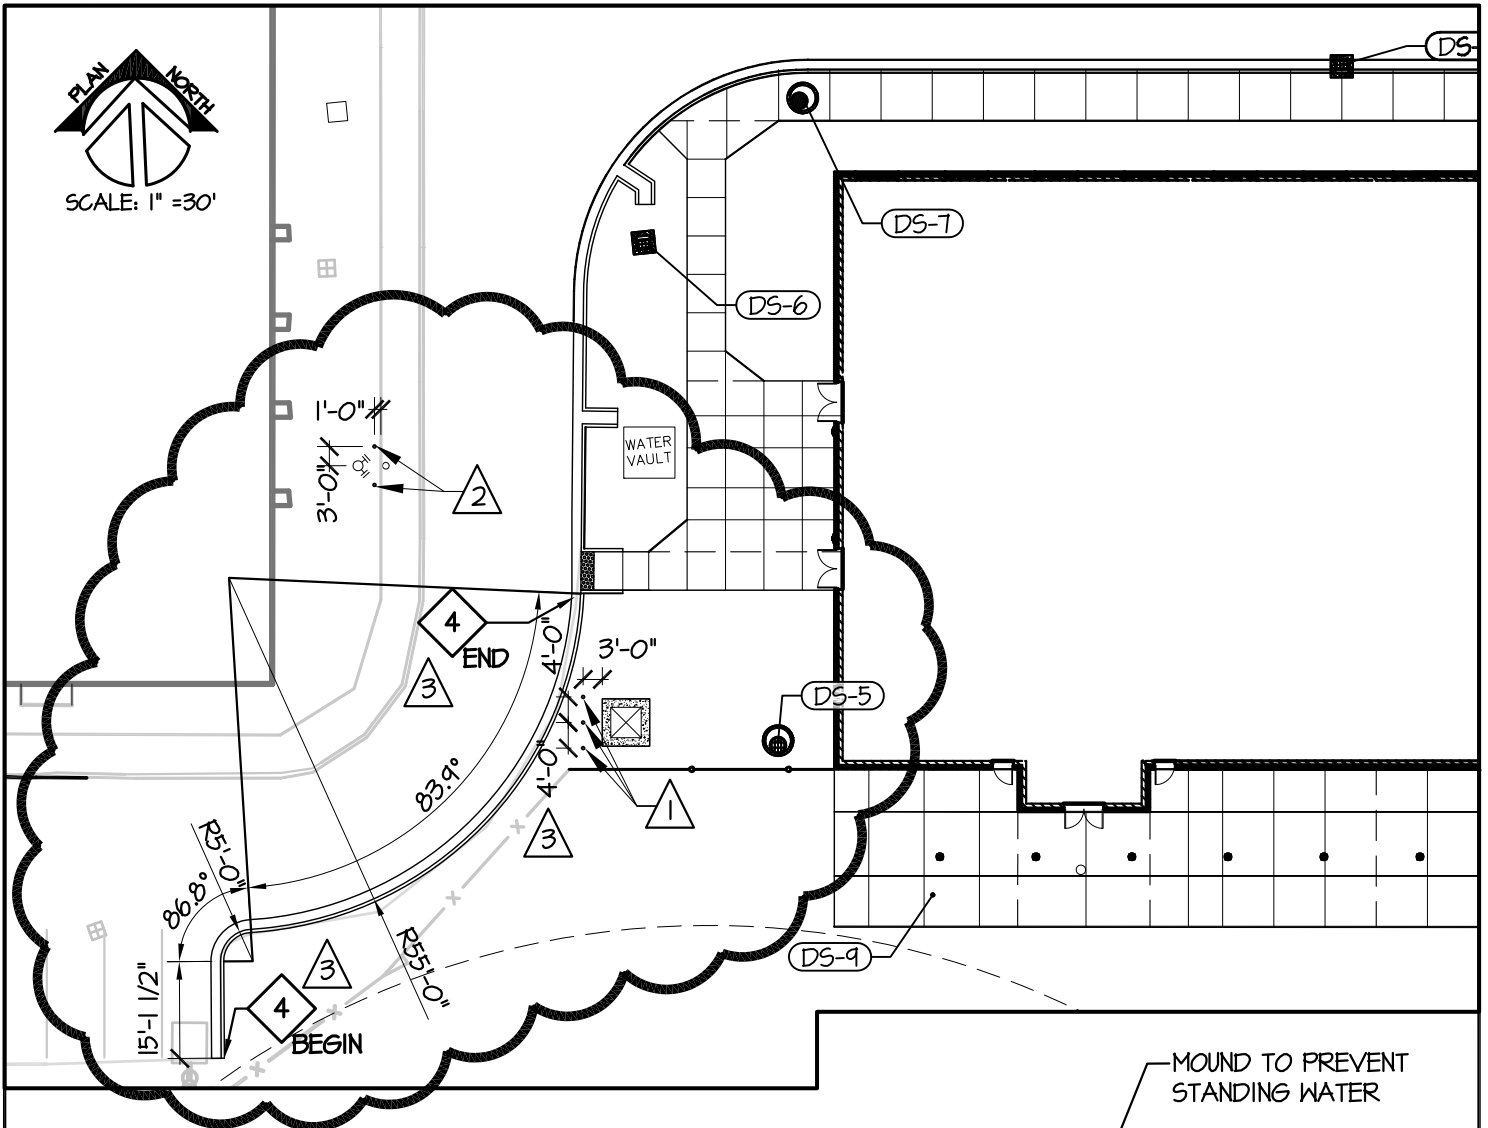 PLAN NORTH
SCALE: 1" =30'
DS-
DS-7
DS-6
1'-0"
3'-0"
2
WATER
VAULT
4
END
3
4'-0"
3'-0"
DS-5
4'-0"
1
3
83.9°
R5'-0"
86.8°
R55'-0"
3
15'-1 1/2"
4
BEGIN
DS-9
MOUND TO PREVENT
STANDING WATER